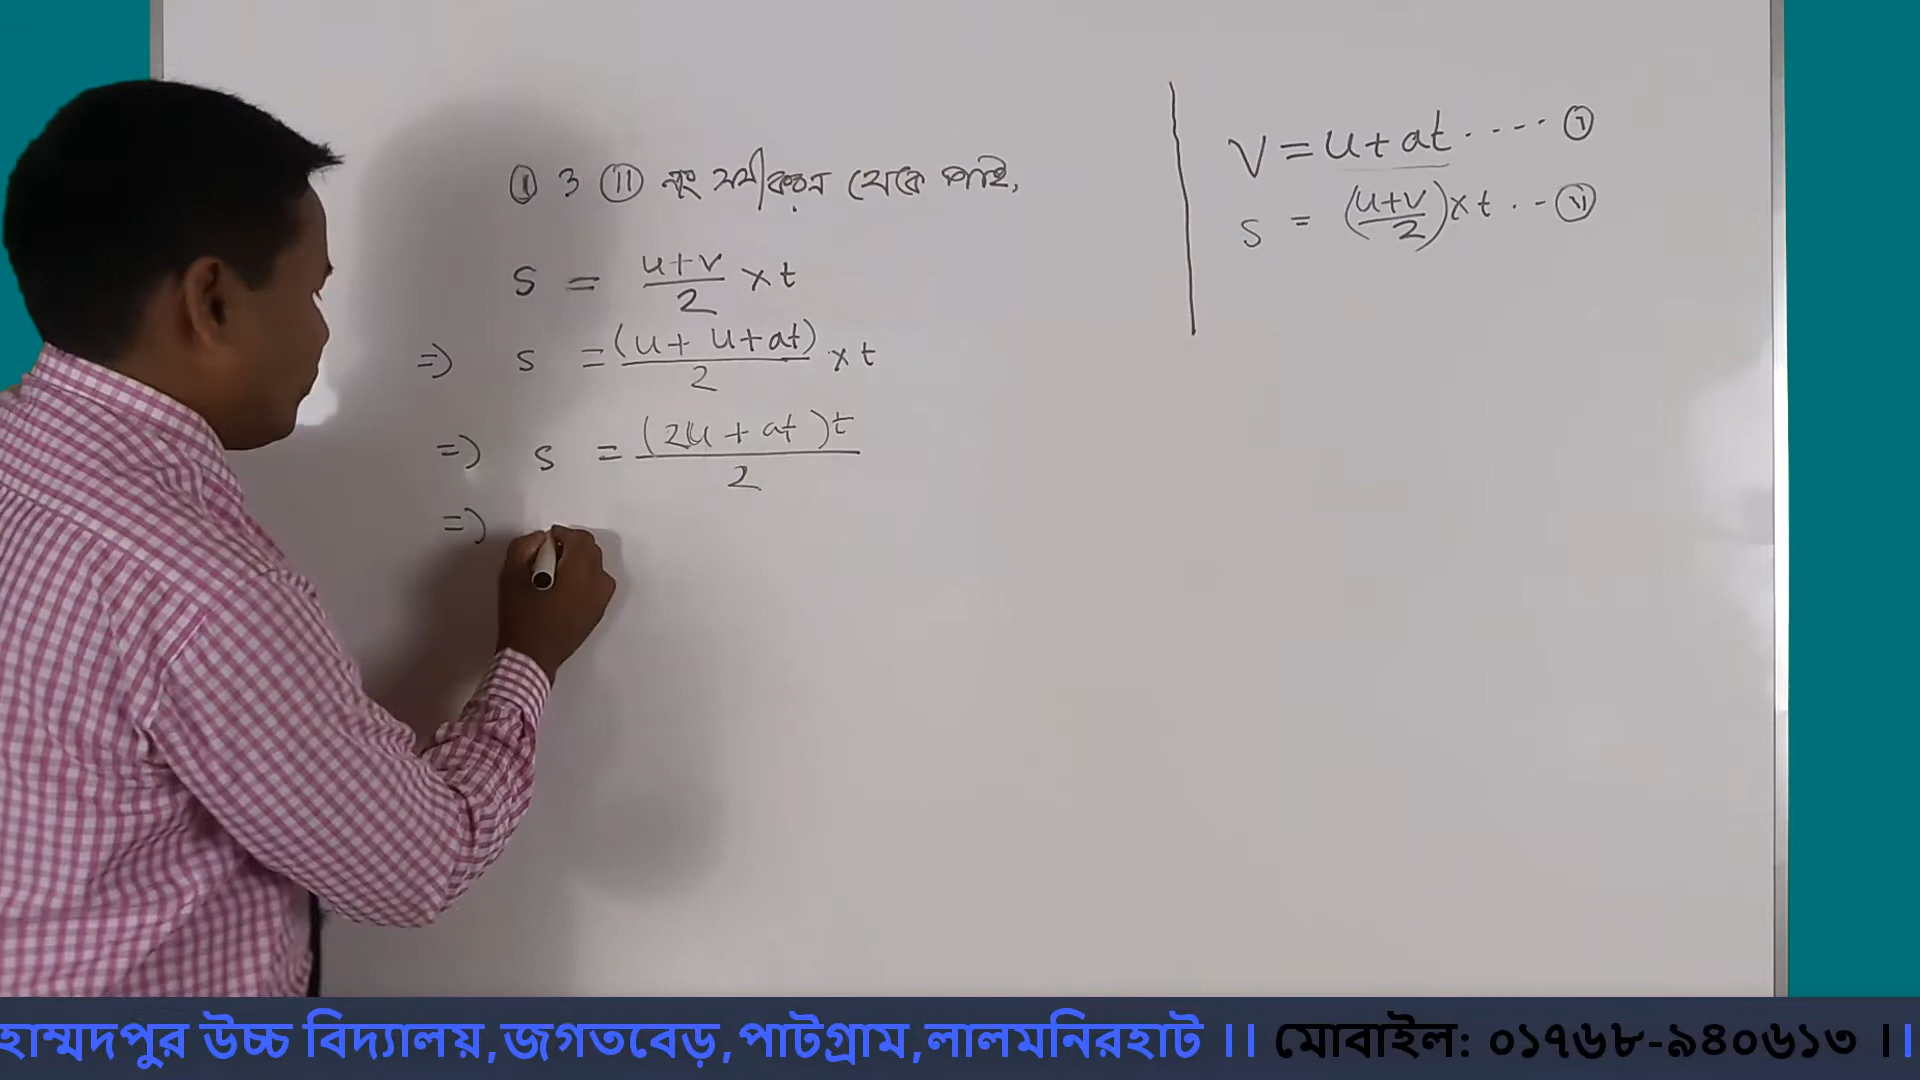 ① ও ⑪ নং সমীকরণ থেকে পাই,
S = (u+v)/2 × t
=) s = (u + u + at)/2 × t
=) s = (2u + at)t/2
=)
V = u + at ····· ①
s = ((u+v)/2) × t ··- ⑪
হাম্মদপুর উচ্চ বিদ্যালয়,জগতবেড়,পাটগ্রাম,লালমনিরহাট ।। মোবাইল: ০১৭৬৮-৯৪০৬১৩ ।।